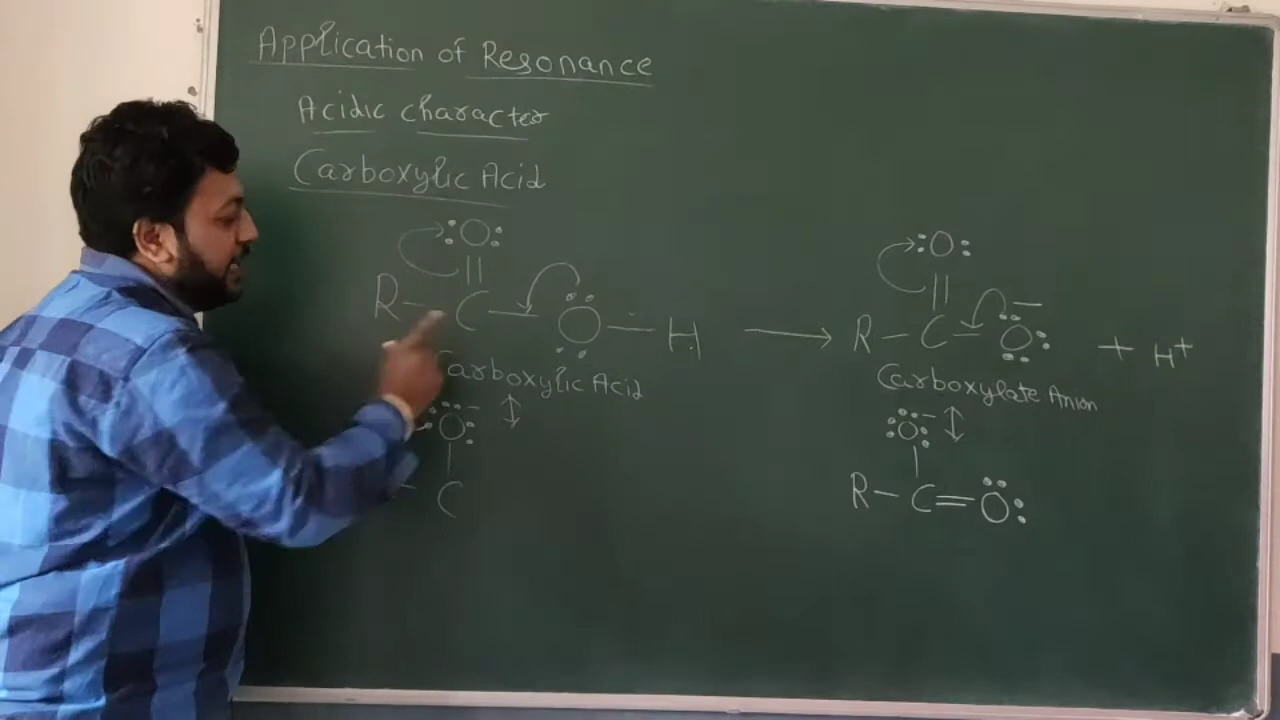 Application of Resonance
Acidic character
Carboxylic Acid
:O: :O:
|| ||
R — C — O — H ⟶ R — C — O:⁻ + H⁺
Carboxylic Acid Carboxylate Anion
:O:⁻ ↕ :O:⁻ ↕
| |
— C R — C = O: